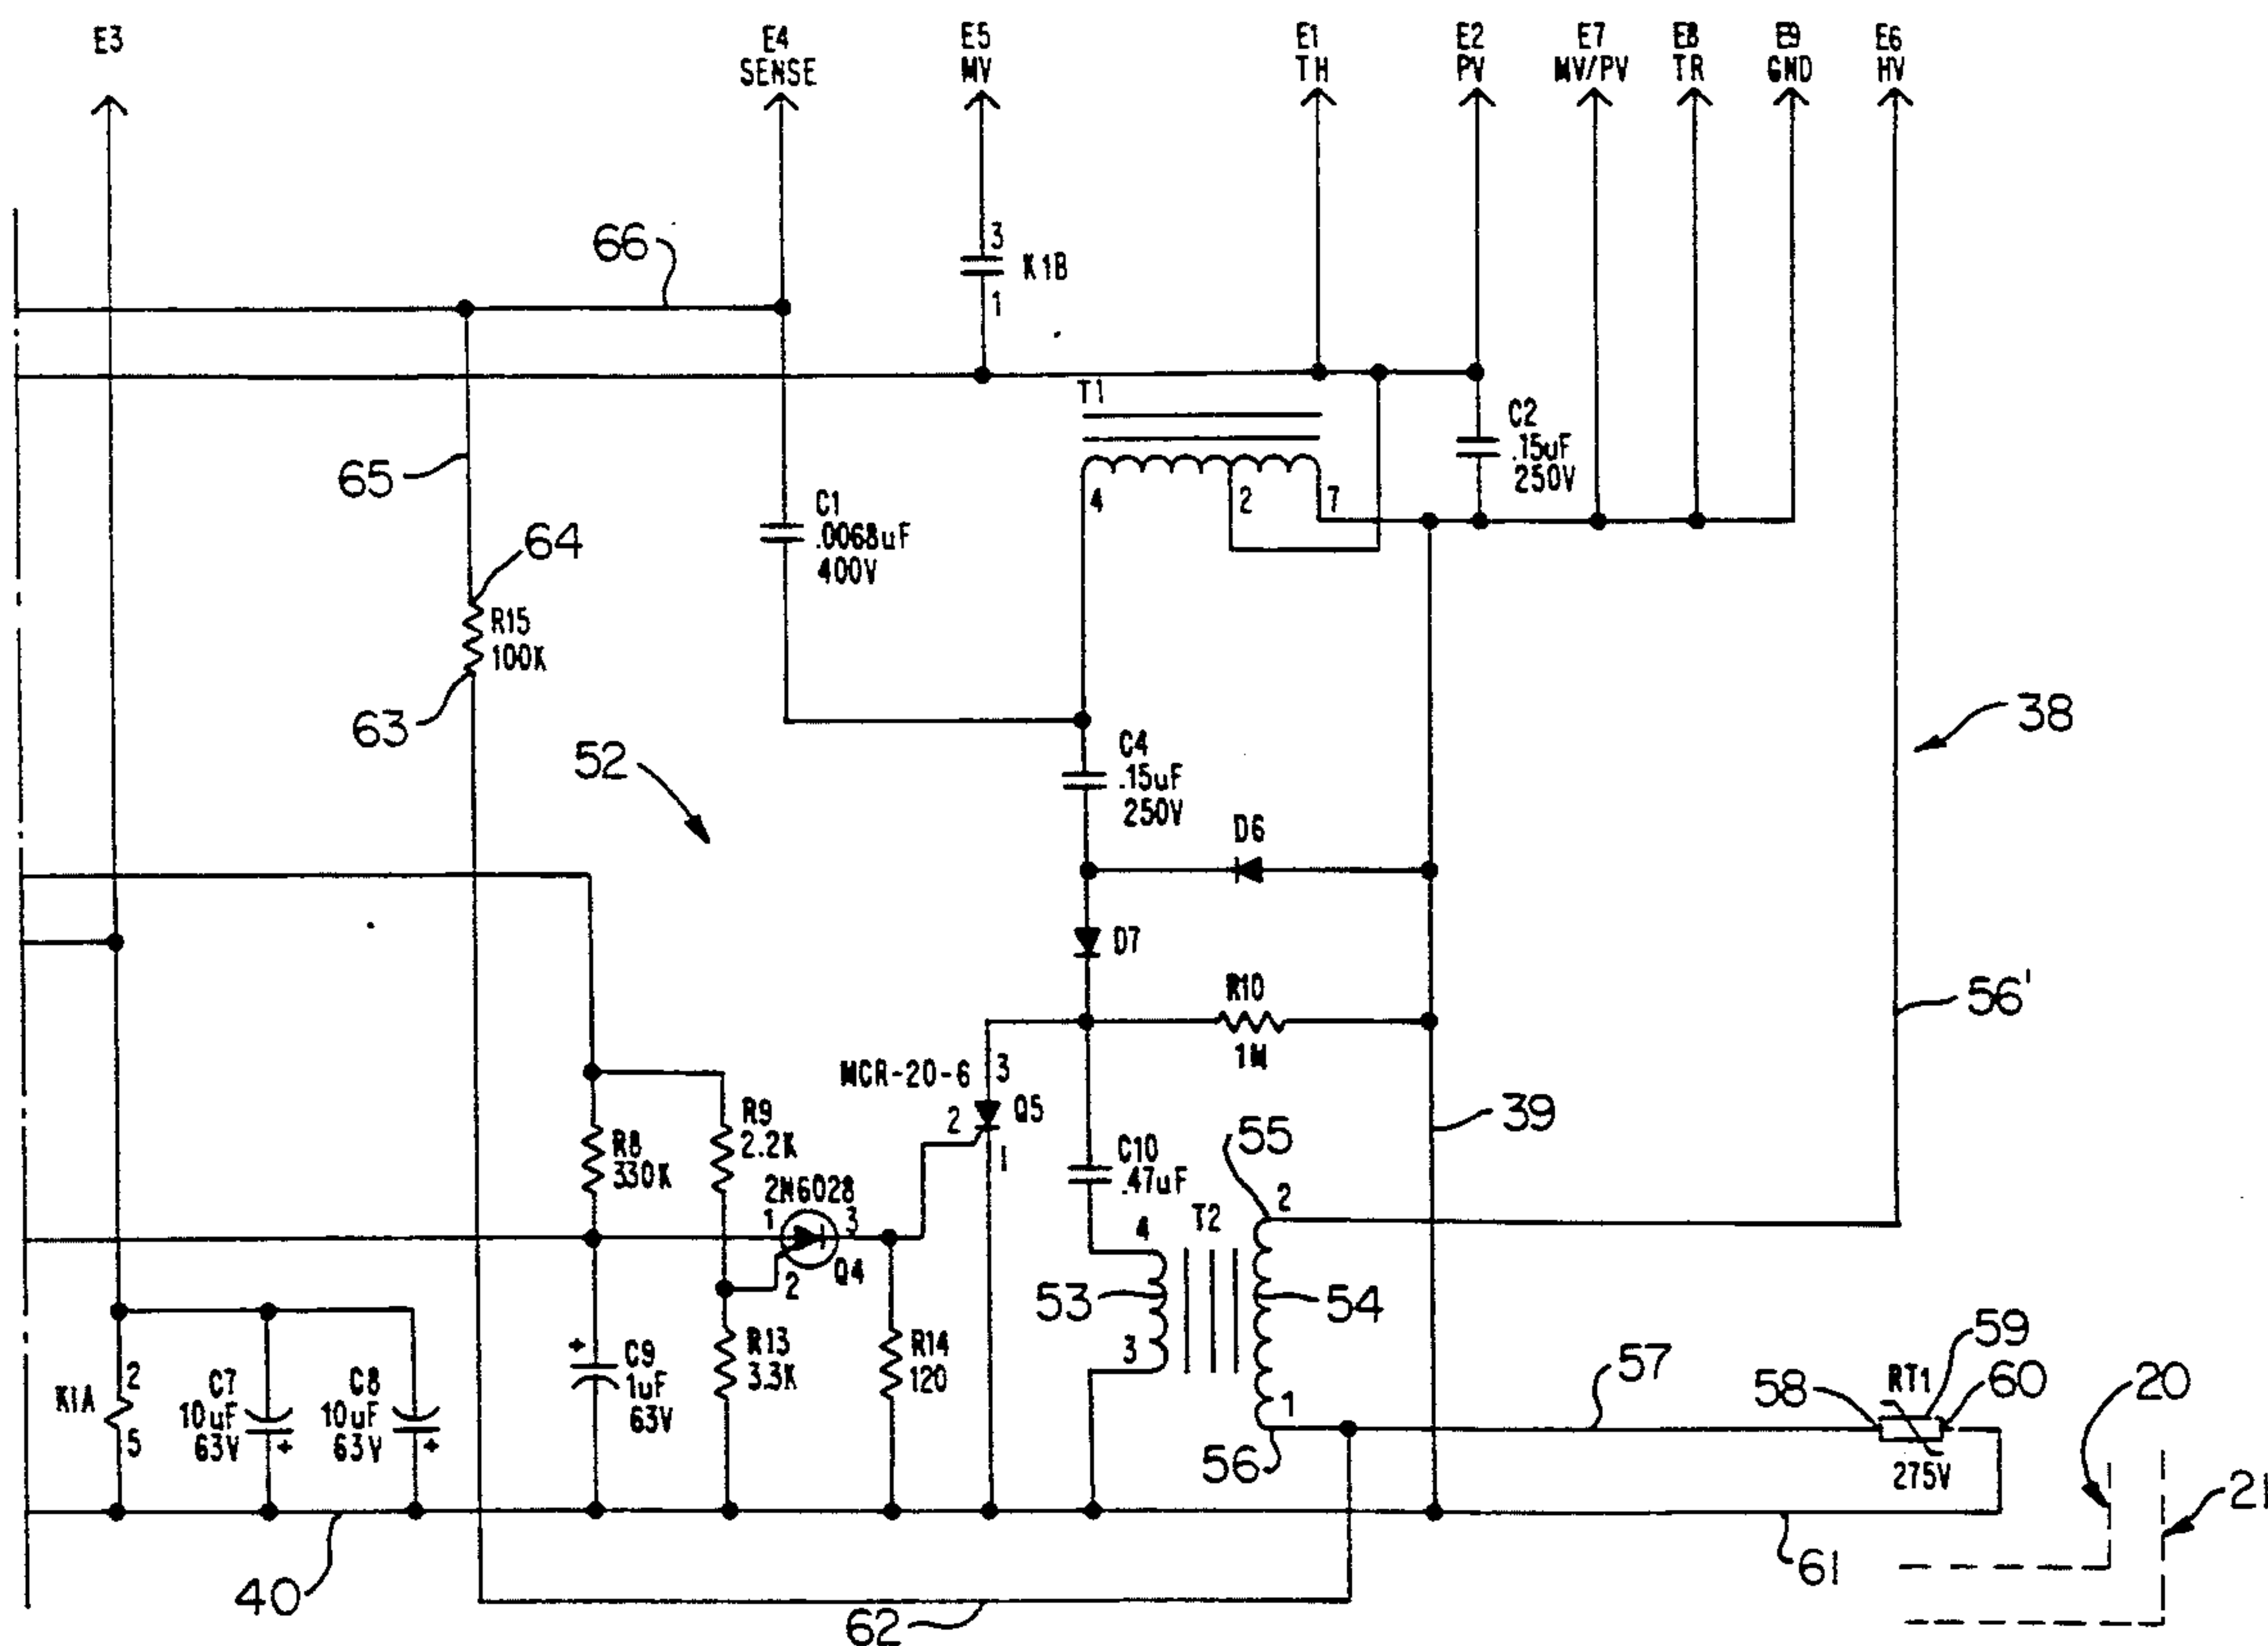 E3
E4
SENSE
E5
MV
E1
TH
E2
PV
E7
MV/PV
E8
TR
E9
GND
E6
HV
66
3
K1B
1
T1
C2
.15uF
250V
65
4
2
7
C1
.0068uF
400V
64
R15
100K
63
38
52
C4
.15uF
250V
D6
D7
56'
R10
1M
MCR-20-6
3
2
Q5
1
39
R9
2.2K
R8
330K
55
C10
.47uF
2
2N6028
1
3
Q4
2
4
T2
53
54
3
59
57
58
RT1
60
20
2
K1A
5
C7
10uF
63V
+
C8
10uF
63V
+
+
C9
1uF
63V
R13
3.3K
R14
120
1
56
275V
21
40
62
61